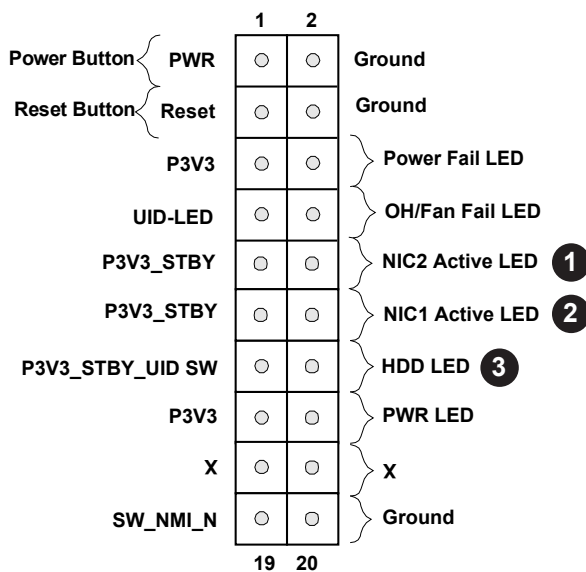 1 2
Power Button PWR Ground
Reset Button Reset Ground
P3V3 Power Fail LED
UID-LED OH/Fan Fail LED
P3V3_STBY NIC2 Active LED 1
P3V3_STBY NIC1 Active LED 2
P3V3_STBY_UID SW HDD LED 3
P3V3 PWR LED
X X
SW_NMI_N Ground
19 20